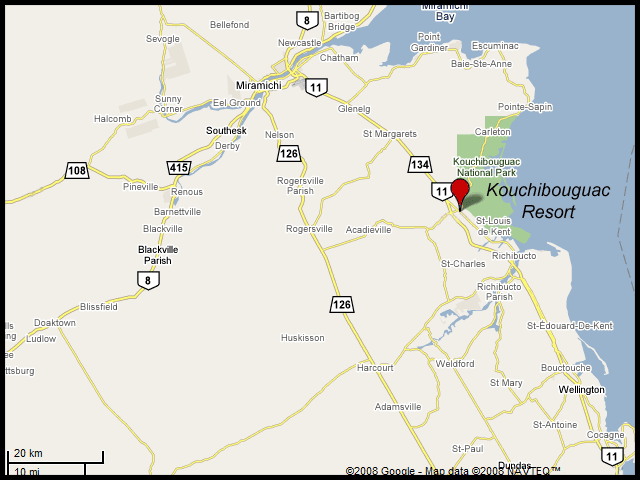 Miramichi
Bay
Bartibog
Bridge
Bellefond
8
Sevogle
Newcastle
Point
Gardiner
Escuminac
Chatham
Baie-Ste-Anne
Miramichi
11
Sunny
Corner
Eel Ground
Glenelg
Pointe-Sapin
Halcomb
Southesk
Nelson
St Margarets
Carleton
Derby
126
134
Kouchibouguac
National Park
108
415
Rogersville
Parish
Pineville
Renous
11
Kouchibouguac
Resort
Barnettville
Blackville
Rogersville
Acadieville
St-Louis
de Kent
Blackville
Parish
St-Charles
Richibucto
8
Richibucto
Parish
Blissfield
126
Doaktown
Ludlow
St-Édouard-De-Kent
Huskisson
Harcourt
Weldford
Bouctouche
St Mary
Wellington
Adamsville
St-Antoine
Cocagne
St-Paul
20 km
10 mi
Dundas
11
©2008 Google - Map data ©2008 NAVTEQ™